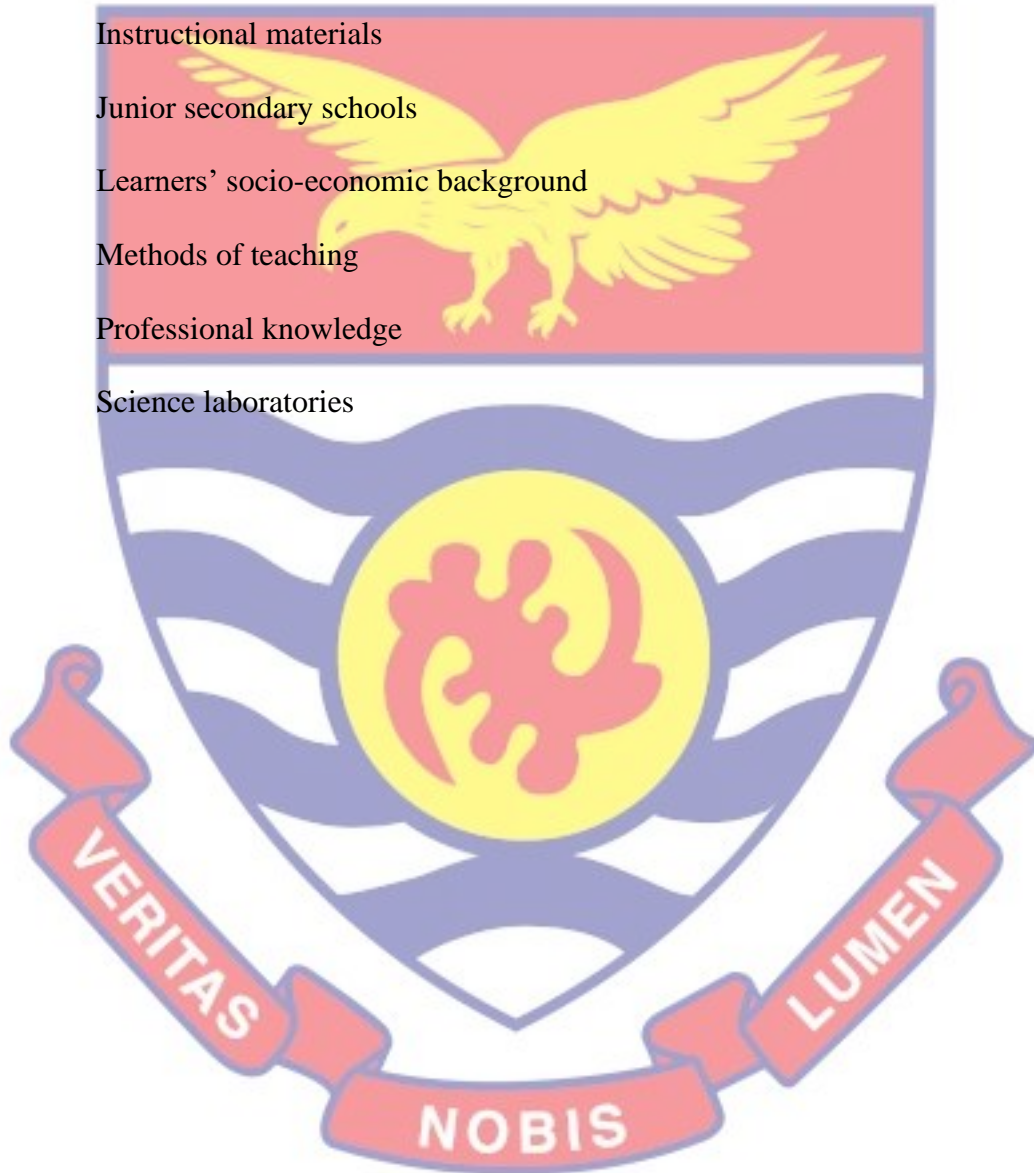 Instructional materials
Junior secondary schools
Learners’ socio-economic background
Methods of teaching
Professional knowledge
Science laboratories
VERITAS
NOBIS
LUMEN